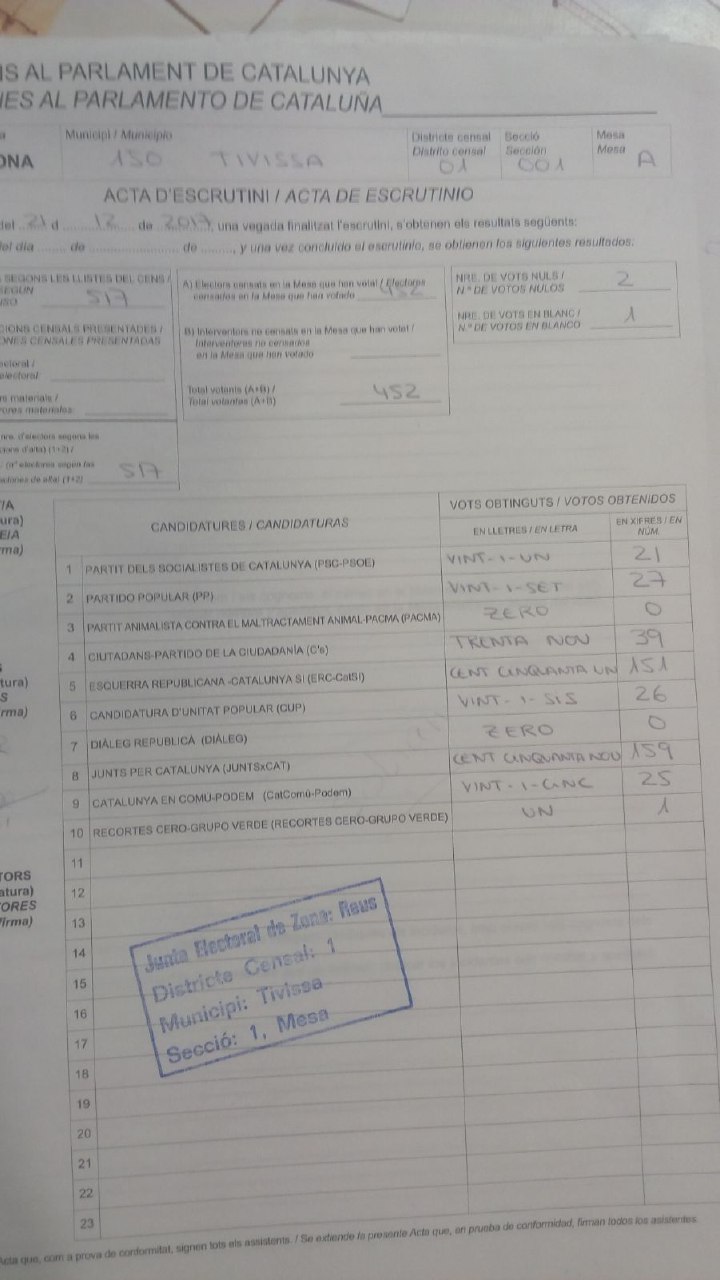 S AL PARLAMENT DE CATALUNYA
ES AL PARLAMENTO DE CATALUÑA
ONA
Municipi / Municipio
150 TIVISSA
Districte censal
Distrito censal
01
Secció
Sección
001
Mesa
Mesa
A
ACTA D'ESCRUTINI / ACTA DE ESCRUTINIO
del 21 d 12 de 2017, una vegada finalitzat l'escrutini, s'obtenen els resultats següents:
el día de de , y una vez concluido el escrutinio, se obtienen los siguientes resultados:
SEGONS LES LLISTES DEL CENS /
SEGÚN
517
CIONS CENSALS PRESENTADES /
ONES CENSALES PRESENTADAS
electoral /
electoral:
rs materials /
rores materiales:
nre. d'electors segons les
cions d'alta) (1+2) /
(nº electores según las
aciones de alta) (1+2)
517
A) Electors censats en la Mesa que han votat / Electores
censados en la Mesa que han votado 452
B) Interventors no censats en la Mesa que han votat /
Interventores no censados
en la Mesa que han votado
Total votants (A+B) /
Total votantes (A+B)
452
NRE. DE VOTS NULS /
N.º DE VOTOS NULOS
2
NRE. DE VOTS EN BLANC /
N.º DE VOTOS EN BLANCO
1
CANDIDATURES / CANDIDATURAS
VOTS OBTINGUTS / VOTOS OBTENIDOS
EN LLETRES / EN LETRA
EN XIFRES / EN
NÚM.
1 PARTIT DELS SOCIALISTES DE CATALUNYA (PSC-PSOE) VINT-I-UN 21
2 PARTIDO POPULAR (PP) VINT-I-SET 27
3 PARTIT ANIMALISTA CONTRA EL MALTRACTAMENT ANIMAL-PACMA (PACMA) ZERO 0
4 CIUTADANS-PARTIDO DE LA CIUDADANÍA (C's) TRENTA NOU 39
5 ESQUERRA REPUBLICANA -CATALUNYA SÍ (ERC-CatSÍ) CENT CINQUANTA UN 151
6 CANDIDATURA D'UNITAT POPULAR (CUP) VINT-I-SIS 26
7 DIÀLEG REPUBLICÀ (DIÀLEG) ZERO 0
8 JUNTS PER CATALUNYA (JUNTSxCAT) CENT CINQUANTA NOU 159
9 CATALUNYA EN COMÚ-PODEM (CatComú-Podem) VINT-I-CINC 25
10 RECORTES CERO-GRUPO VERDE (RECORTES CERO-GRUPO VERDE) UN 1
11
12
13
14
15
16
17
18
19
20
21
22
23
Junta Electoral de Zona: Reus
Districte Censal: 1
Municipi: Tivissa
Secció: 1, Mesa
/A
ura)
E/A
rma)
tura)
S
rma)
TORS
atura)
ORES
irma)
Acta que, com a prova de conformitat, signen tots els assistents. / Se extiende la presente Acta que, en prueba de conformidad, firman todos los asistentes.